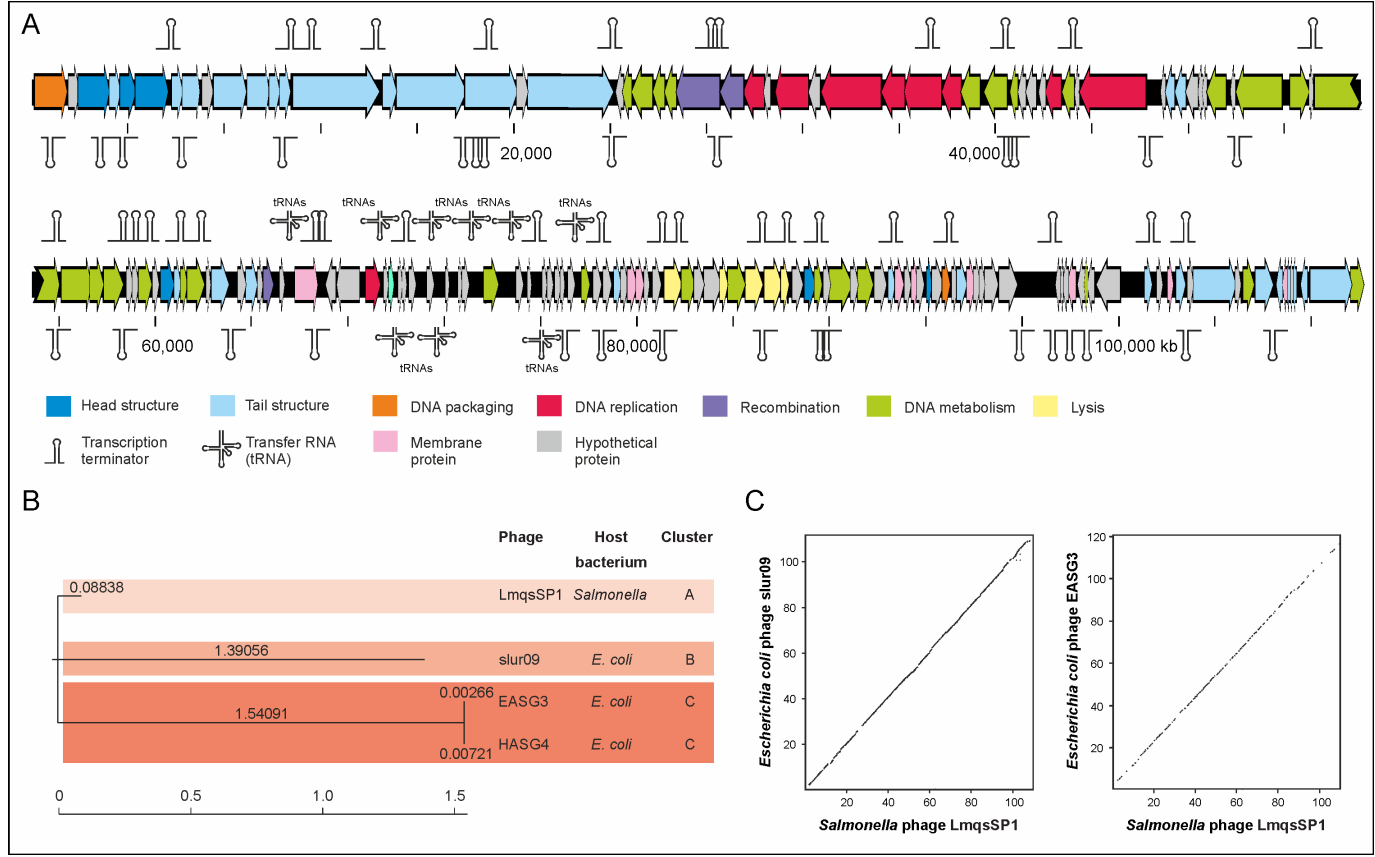 A
20,000
40,000
tRNAs
tRNAs
tRNAs
tRNAs
tRNAs
60,000
80,000
100,000 kb
tRNAs
tRNAs
Head structure
Tail structure
DNA packaging
DNA replication
Recombination
DNA metabolism
Lysis
Transcription
terminator
Transfer RNA
(tRNA)
Membrane
protein
Hypothetical
protein
B
Phage
Host
bacterium
Cluster
0.08838
LmqsSP1
Salmonella
A
1.39056
slur09
E. coli
B
0.00266
EASG3
E. coli
C
1.54091
HASG4
E. coli
C
0.00721
0
0.5
1.0
1.5
C
Escherichia coli phage slur09
100
80
60
40
20
20
40
60
80
100
Salmonella phage LmqsSP1
Escherichia coli phage EASG3
120
100
80
60
40
20
20
40
60
80
100
Salmonella phage LmqsSP1